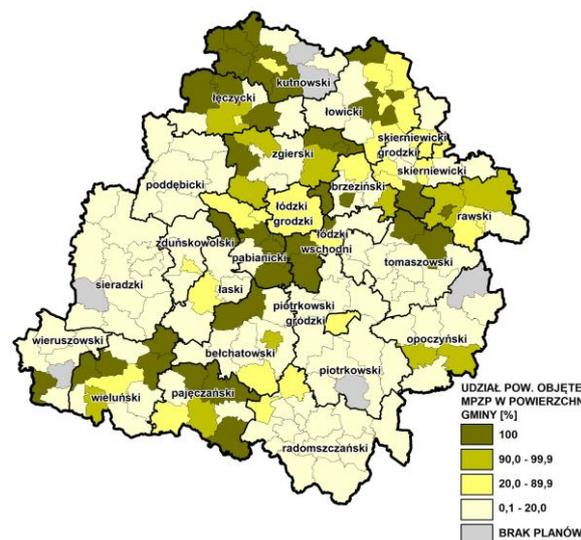 kutnowski
łęczycki
łowicki
skierniewicki
grodzki
zgierski
skierniewicki
poddębicki
brzeziński
łódzki
grodzki
rawski
łódzki
wschodni
zduńskowolski
pabianicki
tomaszowski
sieradzki
łaski
piotrkowski
grodzki
opoczyński
wieruszowski
bełchatowski
piotrkowski
wieluński
pajęczański
radomszczański
UDZIAŁ POW. OBJĘTE
MPZP W POWIERZCHN
GMINY [%]
100
90,0 - 99,9
20,0 - 89,9
0,1 - 20,0
BRAK PLANÓW